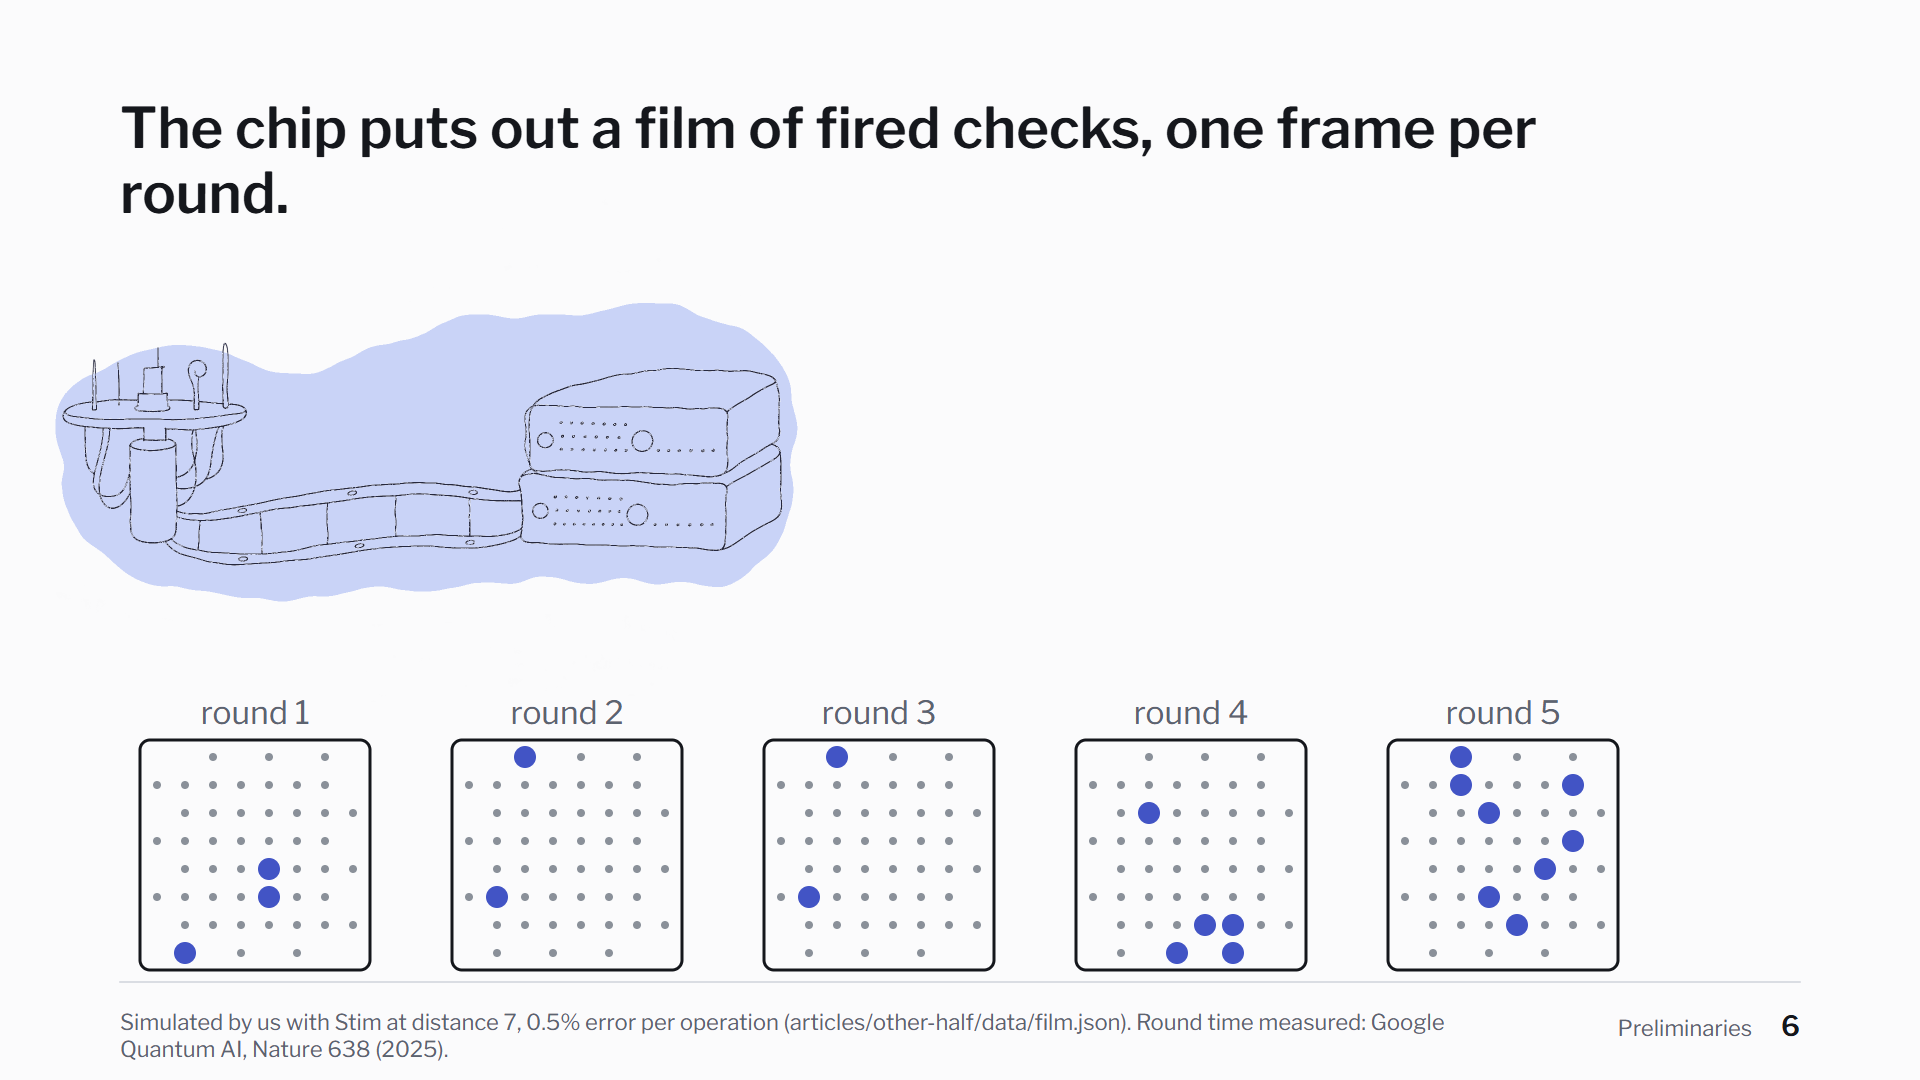 The chip puts out a film of fired checks, one frame per
round.
round 1
round 2
round 3
round 4
round 5
Simulated by us with Stim at distance 7, 0.5% error per operation (articles/other-half/data/film.json). Round time measured: Google
Quantum AI, Nature 638 (2025).
Preliminaries 6